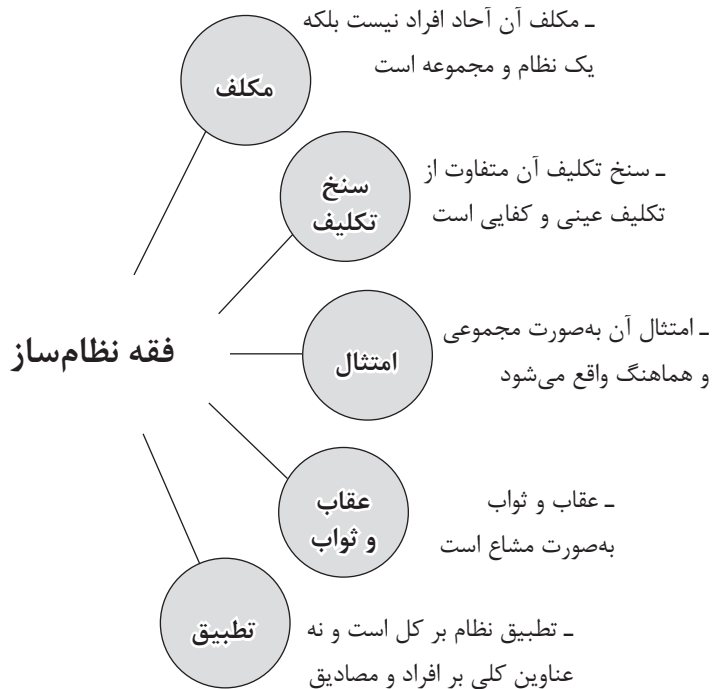 ـ مکلف آن آحاد افراد نیست بلکه
یک نظام و مجموعه است
مکلف
ـ سنخ تکلیف آن متفاوت از
تکلیف عینی و کفایی است
سنخ
تکلیف
فقه نظام‌ساز
ـ امتثال آن به‌صورت مجموعی
و هماهنگ واقع می‌شود
امتثال
ـ عقاب و ثواب
به‌صورت مشاع است
عقاب
و ثواب
ـ تطبیق نظام بر کل است و نه
عناوین کلی بر افراد و مصادیق
تطبیق